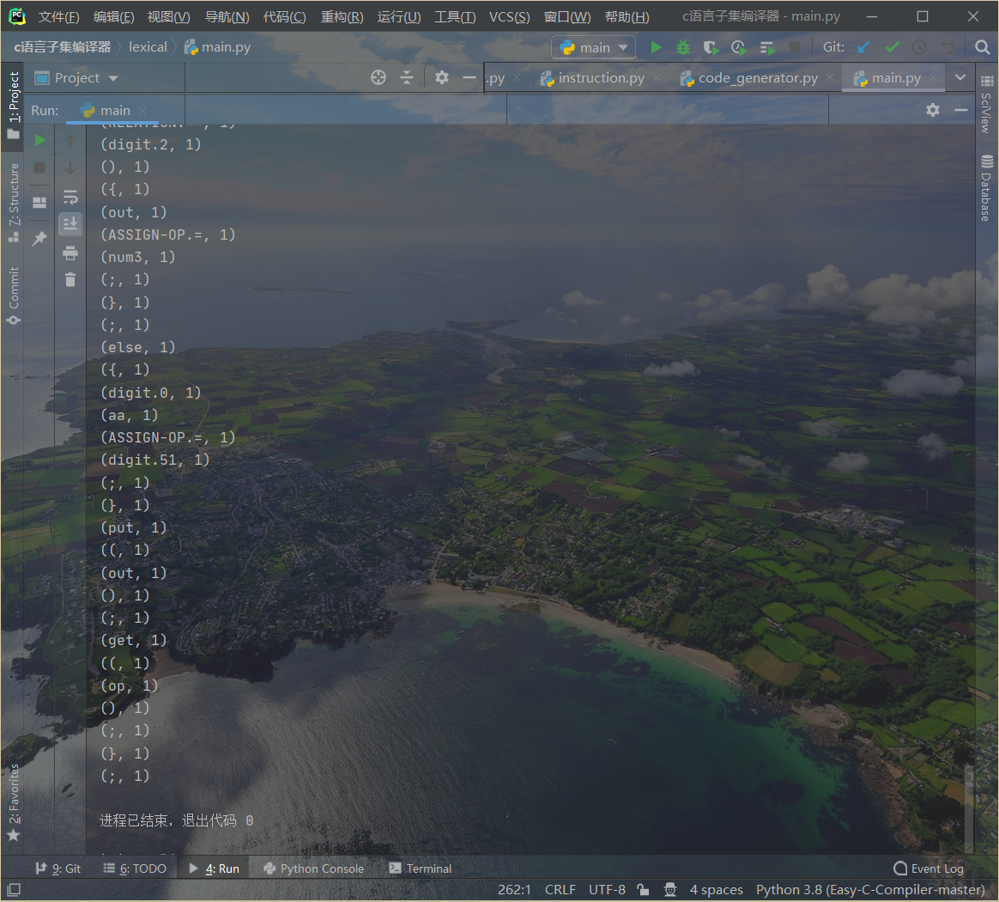 文件(F) 编辑(E) 视图(V) 导航(N) 代码(C) 重构(R) 运行(U) 工具(T) VCS(S) 窗口(W) 帮助(H) c语言子集编译器 - main.py
c语言子集编译器 lexical main.py main Git:
Project .py instruction.py code_generator.py main.py
Run: main
1: Project
Z: Structure
Commit
2: Favorites
SciView
Database
(digit.2, 1)
(), 1)
({, 1)
(out, 1)
(ASSIGN-OP.=, 1)
(num3, 1)
(;, 1)
(}, 1)
(;, 1)
(else, 1)
({, 1)
(digit.0, 1)
(aa, 1)
(ASSIGN-OP.=, 1)
(digit.51, 1)
(;, 1)
(}, 1)
(put, 1)
((, 1)
(out, 1)
(), 1)
(;, 1)
(get, 1)
((, 1)
(op, 1)
(), 1)
(;, 1)
(}, 1)
(;, 1)
进程已结束，退出代码 0
9: Git 6: TODO 4: Run Python Console Terminal Event Log
262:1 CRLF UTF-8 4 spaces Python 3.8 (Easy-C-Compiler-master)